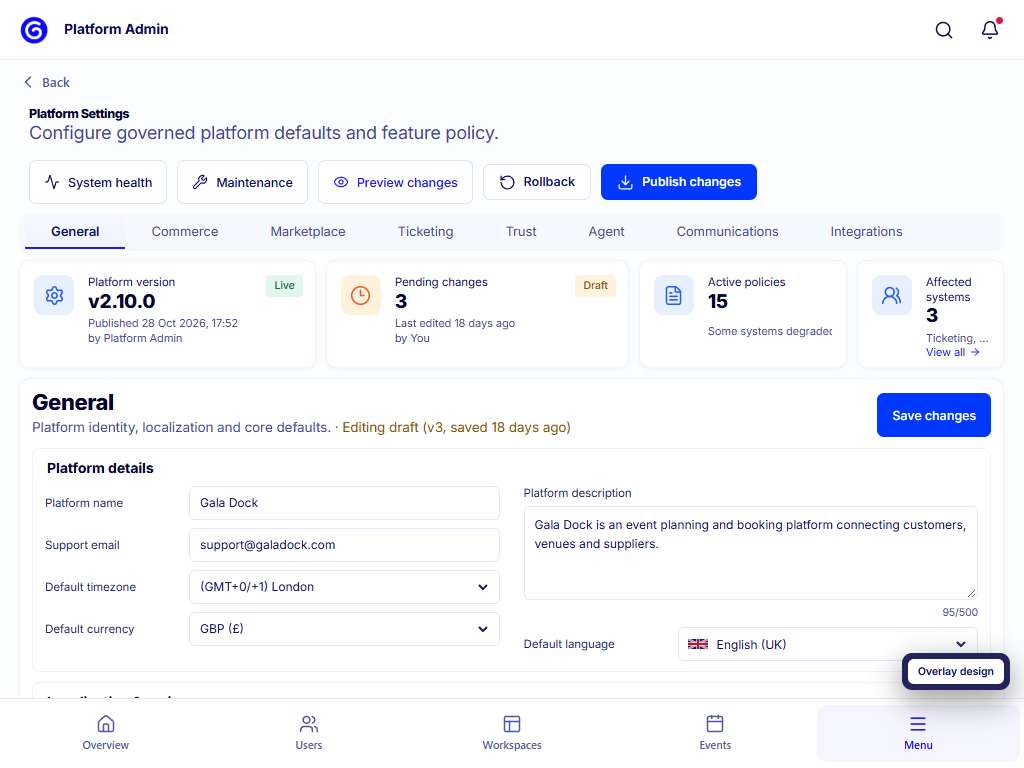 Platform Admin
Back
Platform Settings
Configure governed platform defaults and feature policy.
System health
Maintenance
Preview changes
Rollback
Publish changes
General
Commerce
Marketplace
Ticketing
Trust
Agent
Communications
Integrations
Platform version
v2.10.0
Published 28 Oct 2026, 17:52
by Platform Admin
Live
Pending changes
3
Last edited 18 days ago
by You
Draft
Active policies
15
Some systems degraded
Affected
systems
3
Ticketing, ...
View all →
General
Platform identity, localization and core defaults. · Editing draft (v3, saved 18 days ago)
Save changes
Platform details
Platform name
Gala Dock
Support email
support@galadock.com
Default timezone
(GMT+0/+1) London
Default currency
GBP (£)
Platform description
Gala Dock is an event planning and booking platform connecting customers,
venues and suppliers.
95/500
Default language
English (UK)
Overlay design
Overview
Users
Workspaces
Events
Menu